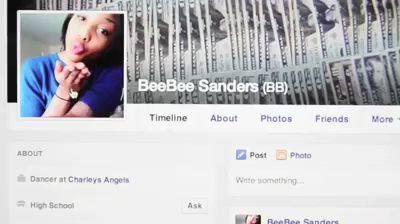 BeeBee Sanders (BB)
Timeline About Photos Friends More
ABOUT
Dancer at Charleys Angels
High School Ask
Post Photo
Write something...
BeeBee Sanders